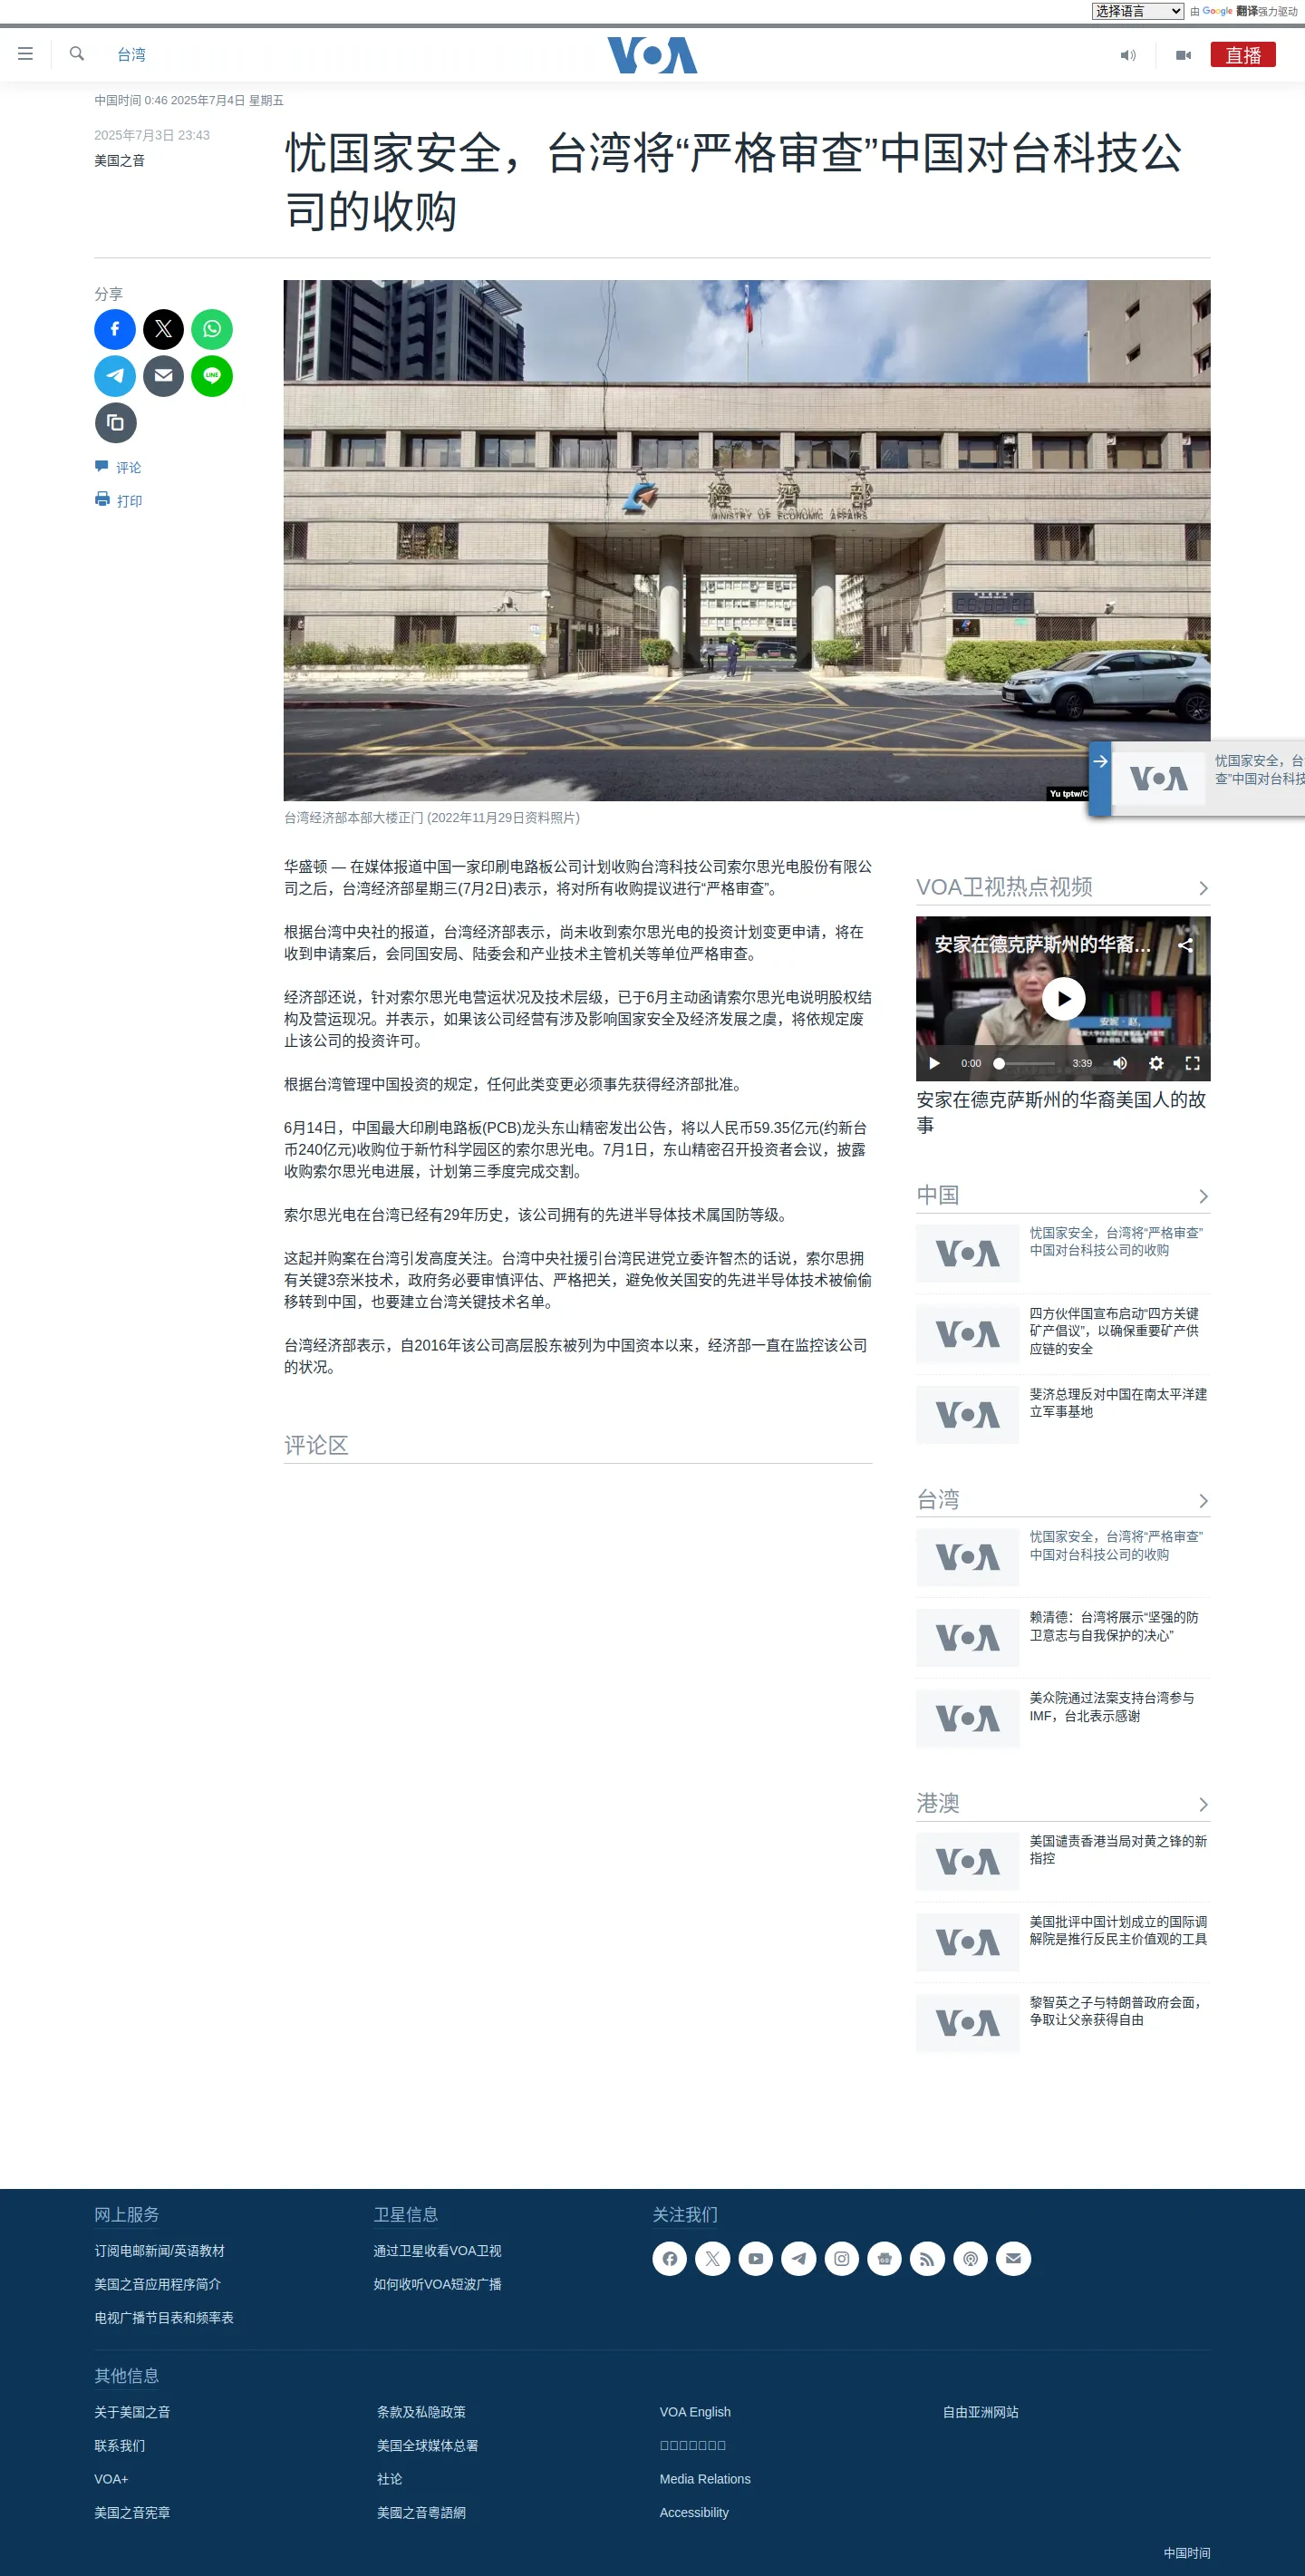 选择语言 由 Google 翻译强力驱动
台湾
VOA
直播
中国时间 0:46 2025年7月4日 星期五
2025年7月3日 23:43
美国之音
忧国家安全，台湾将“严格审查”中国对台科技公
司的收购
分享
LINE
评论
打印
經 濟 部
MINISTRY OF ECONOMIC AFFAIRS
Yu tptw/C
忧国家安全，台
查”中国对台科技
VOA
台湾经济部本部大楼正门 (2022年11月29日资料照片)
华盛顿 — 在媒体报道中国一家印刷电路板公司计划收购台湾科技公司索尔思光电股份有限公
司之后，台湾经济部星期三(7月2日)表示，将对所有收购提议进行“严格审查”。
根据台湾中央社的报道，台湾经济部表示，尚未收到索尔思光电的投资计划变更申请，将在
收到申请案后，会同国安局、陆委会和产业技术主管机关等单位严格审查。
经济部还说，针对索尔思光电营运状况及技术层级，已于6月主动函请索尔思光电说明股权结
构及营运现况。并表示，如果该公司经营有涉及影响国家安全及经济发展之虞，将依规定废
止该公司的投资许可。
根据台湾管理中国投资的规定，任何此类变更必须事先获得经济部批准。
6月14日，中国最大印刷电路板(PCB)龙头东山精密发出公告，将以人民币59.35亿元(约新台
币240亿元)收购位于新竹科学园区的索尔思光电。7月1日，东山精密召开投资者会议，披露
收购索尔思光电进展，计划第三季度完成交割。
索尔思光电在台湾已经有29年历史，该公司拥有的先进半导体技术属国防等级。
这起并购案在台湾引发高度关注。台湾中央社援引台湾民进党立委许智杰的话说，索尔思拥
有关键3奈米技术，政府务必要审慎评估、严格把关，避免攸关国安的先进半导体技术被偷偷
移转到中国，也要建立台湾关键技术名单。
台湾经济部表示，自2016年该公司高层股东被列为中国资本以来，经济部一直在监控该公司
的状况。
评论区
VOA卫视热点视频
安家在德克萨斯州的华裔…
0:00
3:39
安家在德克萨斯州的华裔美国人的故
事
中国
VOA
忧国家安全，台湾将“严格审查”
中国对台科技公司的收购
VOA
四方伙伴国宣布启动“四方关键
矿产倡议”，以确保重要矿产供
应链的安全
VOA
斐济总理反对中国在南太平洋建
立军事基地
台湾
VOA
忧国家安全，台湾将“严格审查”
中国对台科技公司的收购
VOA
赖清德：台湾将展示“坚强的防
卫意志与自我保护的决心”
VOA
美众院通过法案支持台湾参与
IMF，台北表示感谢
港澳
VOA
美国谴责香港当局对黄之锋的新
指控
VOA
美国批评中国计划成立的国际调
解院是推行反民主价值观的工具
VOA
黎智英之子与特朗普政府会面，
争取让父亲获得自由
网上服务
订阅电邮新闻/英语教材
美国之音应用程序简介
电视广播节目表和频率表
卫星信息
通过卫星收看VOA卫视
如何收听VOA短波广播
关注我们
其他信息
关于美国之音
联系我们
VOA+
美国之音宪章
条款及私隐政策
美国全球媒体总署
社论
美國之音粵語網
VOA English
Media Relations
Accessibility
自由亚洲网站
中国时间